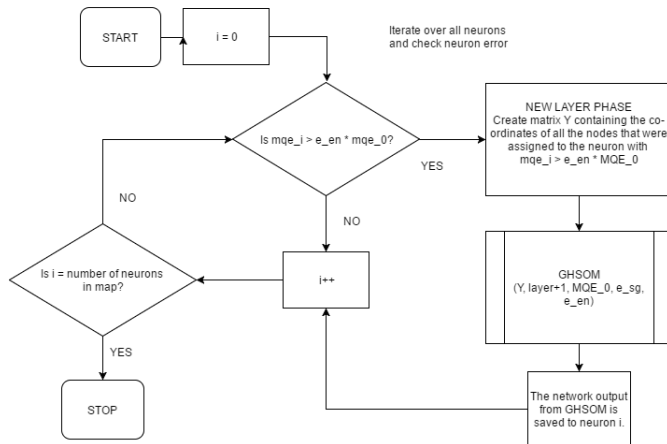 START
i = 0
Iterate over all neurons
and check neuron error
Is mqe_i > e_en * mqe_0?
YES
NEW LAYER PHASE
Create matrix Y containing the co-
ordinates of all the nodes that were
assigned to the neuron with
mqe_i > e_en * MQE_0
NO
NO
Is i = number of neurons
in map?
i++
GHSOM
(Y, layer+1, MQE_0, e_sg,
e_en)
YES
STOP
The network output
from GHSOM is
saved to neuron i.